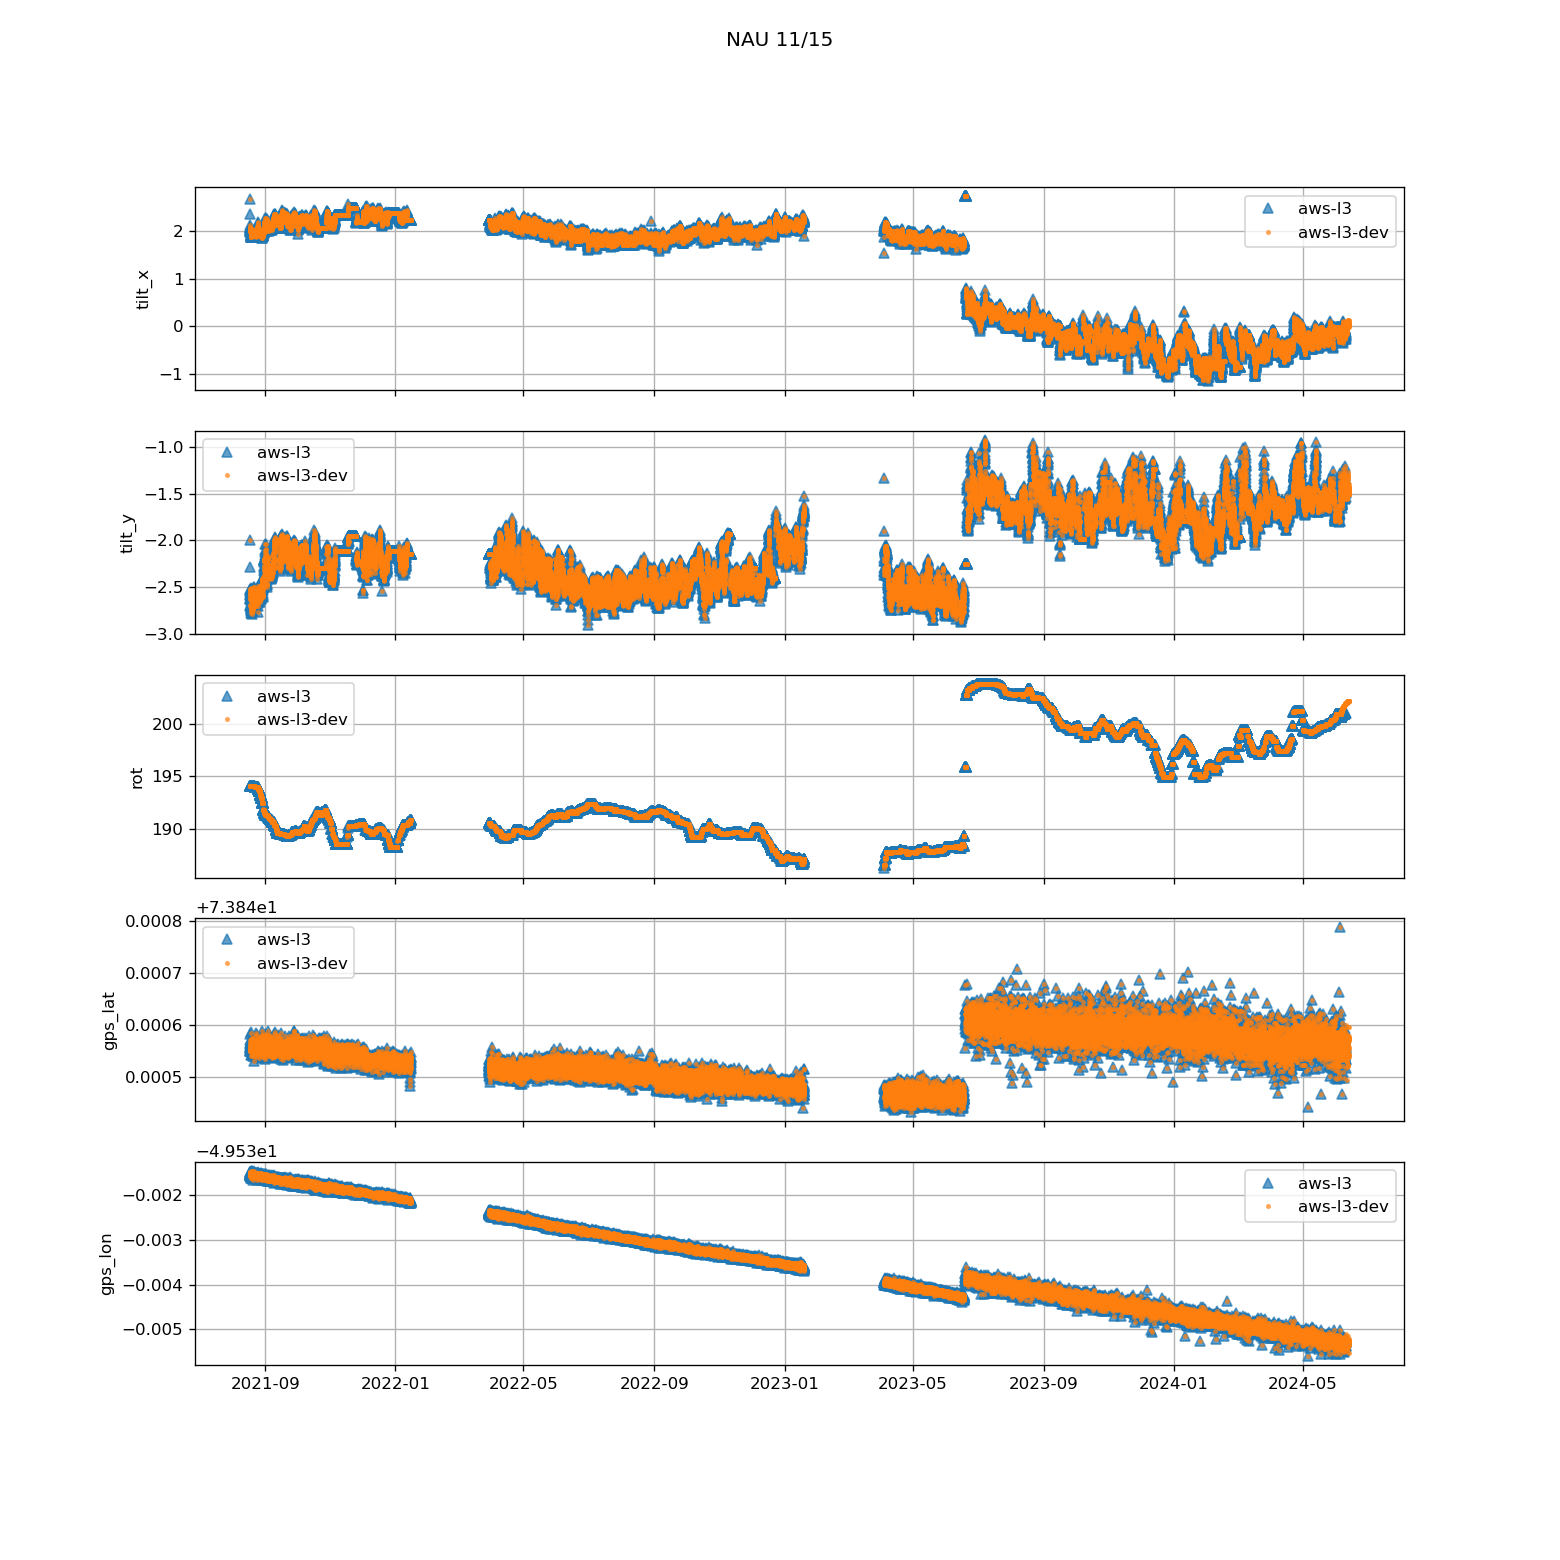 NAU 11/15
tilt_x
2
1
0
−1
aws-l3
aws-l3-dev
tilt_y
−1.0
−1.5
−2.0
−2.5
−3.0
aws-l3
aws-l3-dev
rot
200
195
190
aws-l3
aws-l3-dev
+7.384e1
gps_lat
0.0008
0.0007
0.0006
0.0005
aws-l3
aws-l3-dev
−4.953e1
gps_lon
−0.002
−0.003
−0.004
−0.005
aws-l3
aws-l3-dev
2021-09 2022-01 2022-05 2022-09 2023-01 2023-05 2023-09 2024-01 2024-05